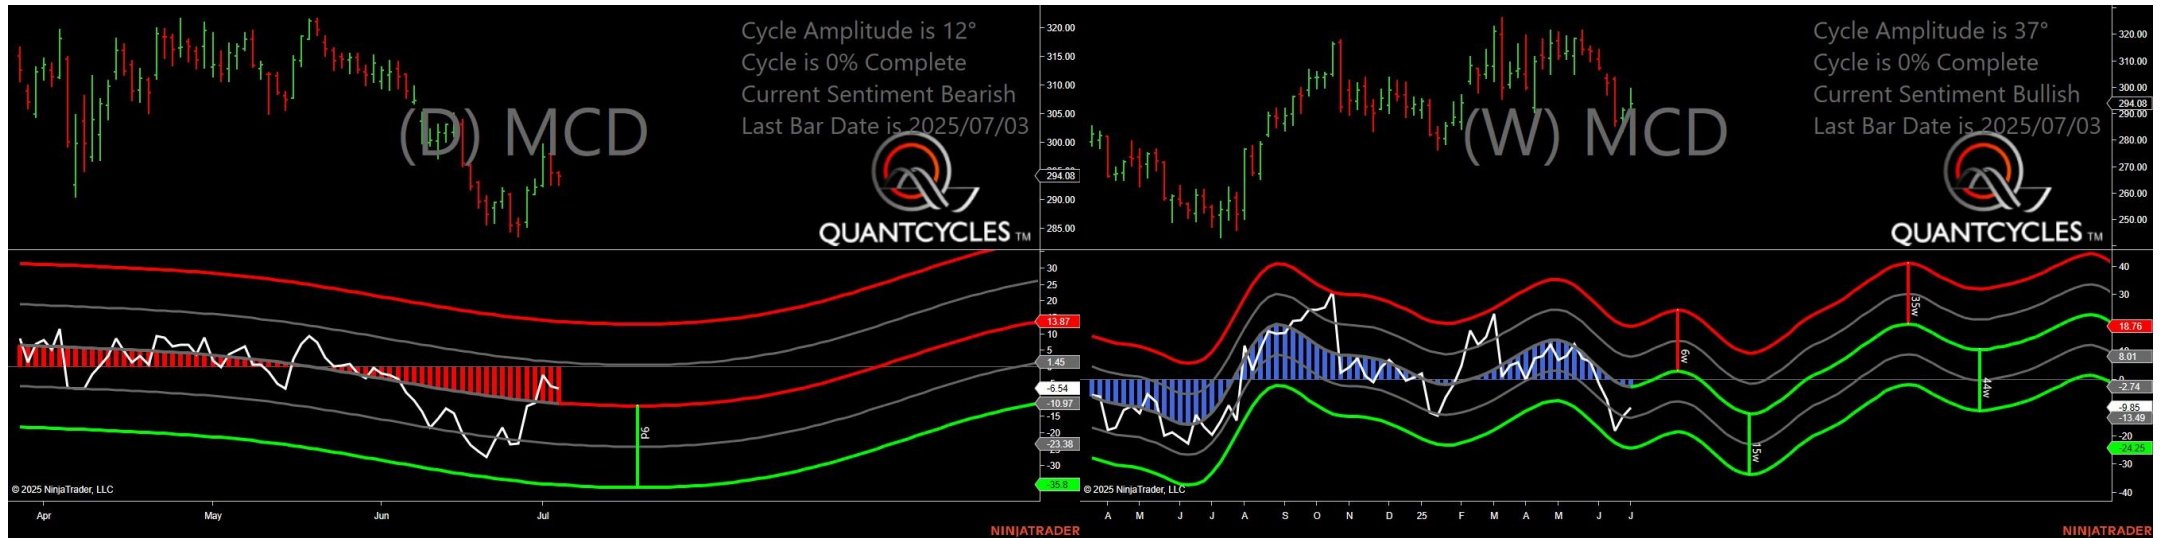 Cycle Amplitude is 12°
Cycle is 0% Complete
Current Sentiment Bearish
Last Bar Date is 2025/07/03
(D) MCD
QUANTCYCLES TM
320.00
315.00
310.00
305.00
300.00
294.08
290.00
285.00
30
25
20
13.87
10
5
1.45
-6.54
-10.97
-15
-20
-23.38
-30
-35.8
9d
© 2025 NinjaTrader, LLC
Apr May Jun Jul
NINJATRADER
Cycle Amplitude is 37°
Cycle is 0% Complete
Current Sentiment Bullish
Last Bar Date is 2025/07/03
(W) MCD
QUANTCYCLES TM
320.00
310.00
300.00
294.08
290.00
280.00
270.00
260.00
250.00
40
30
18.76
8.01
0
-2.74
-9.85
-13.49
-20
-24.25
-30
-40
6w
15w
35w
44w
© 2025 NinjaTrader, LLC
A M J J A S O N D 25 F M A M J J
NINJATRADER